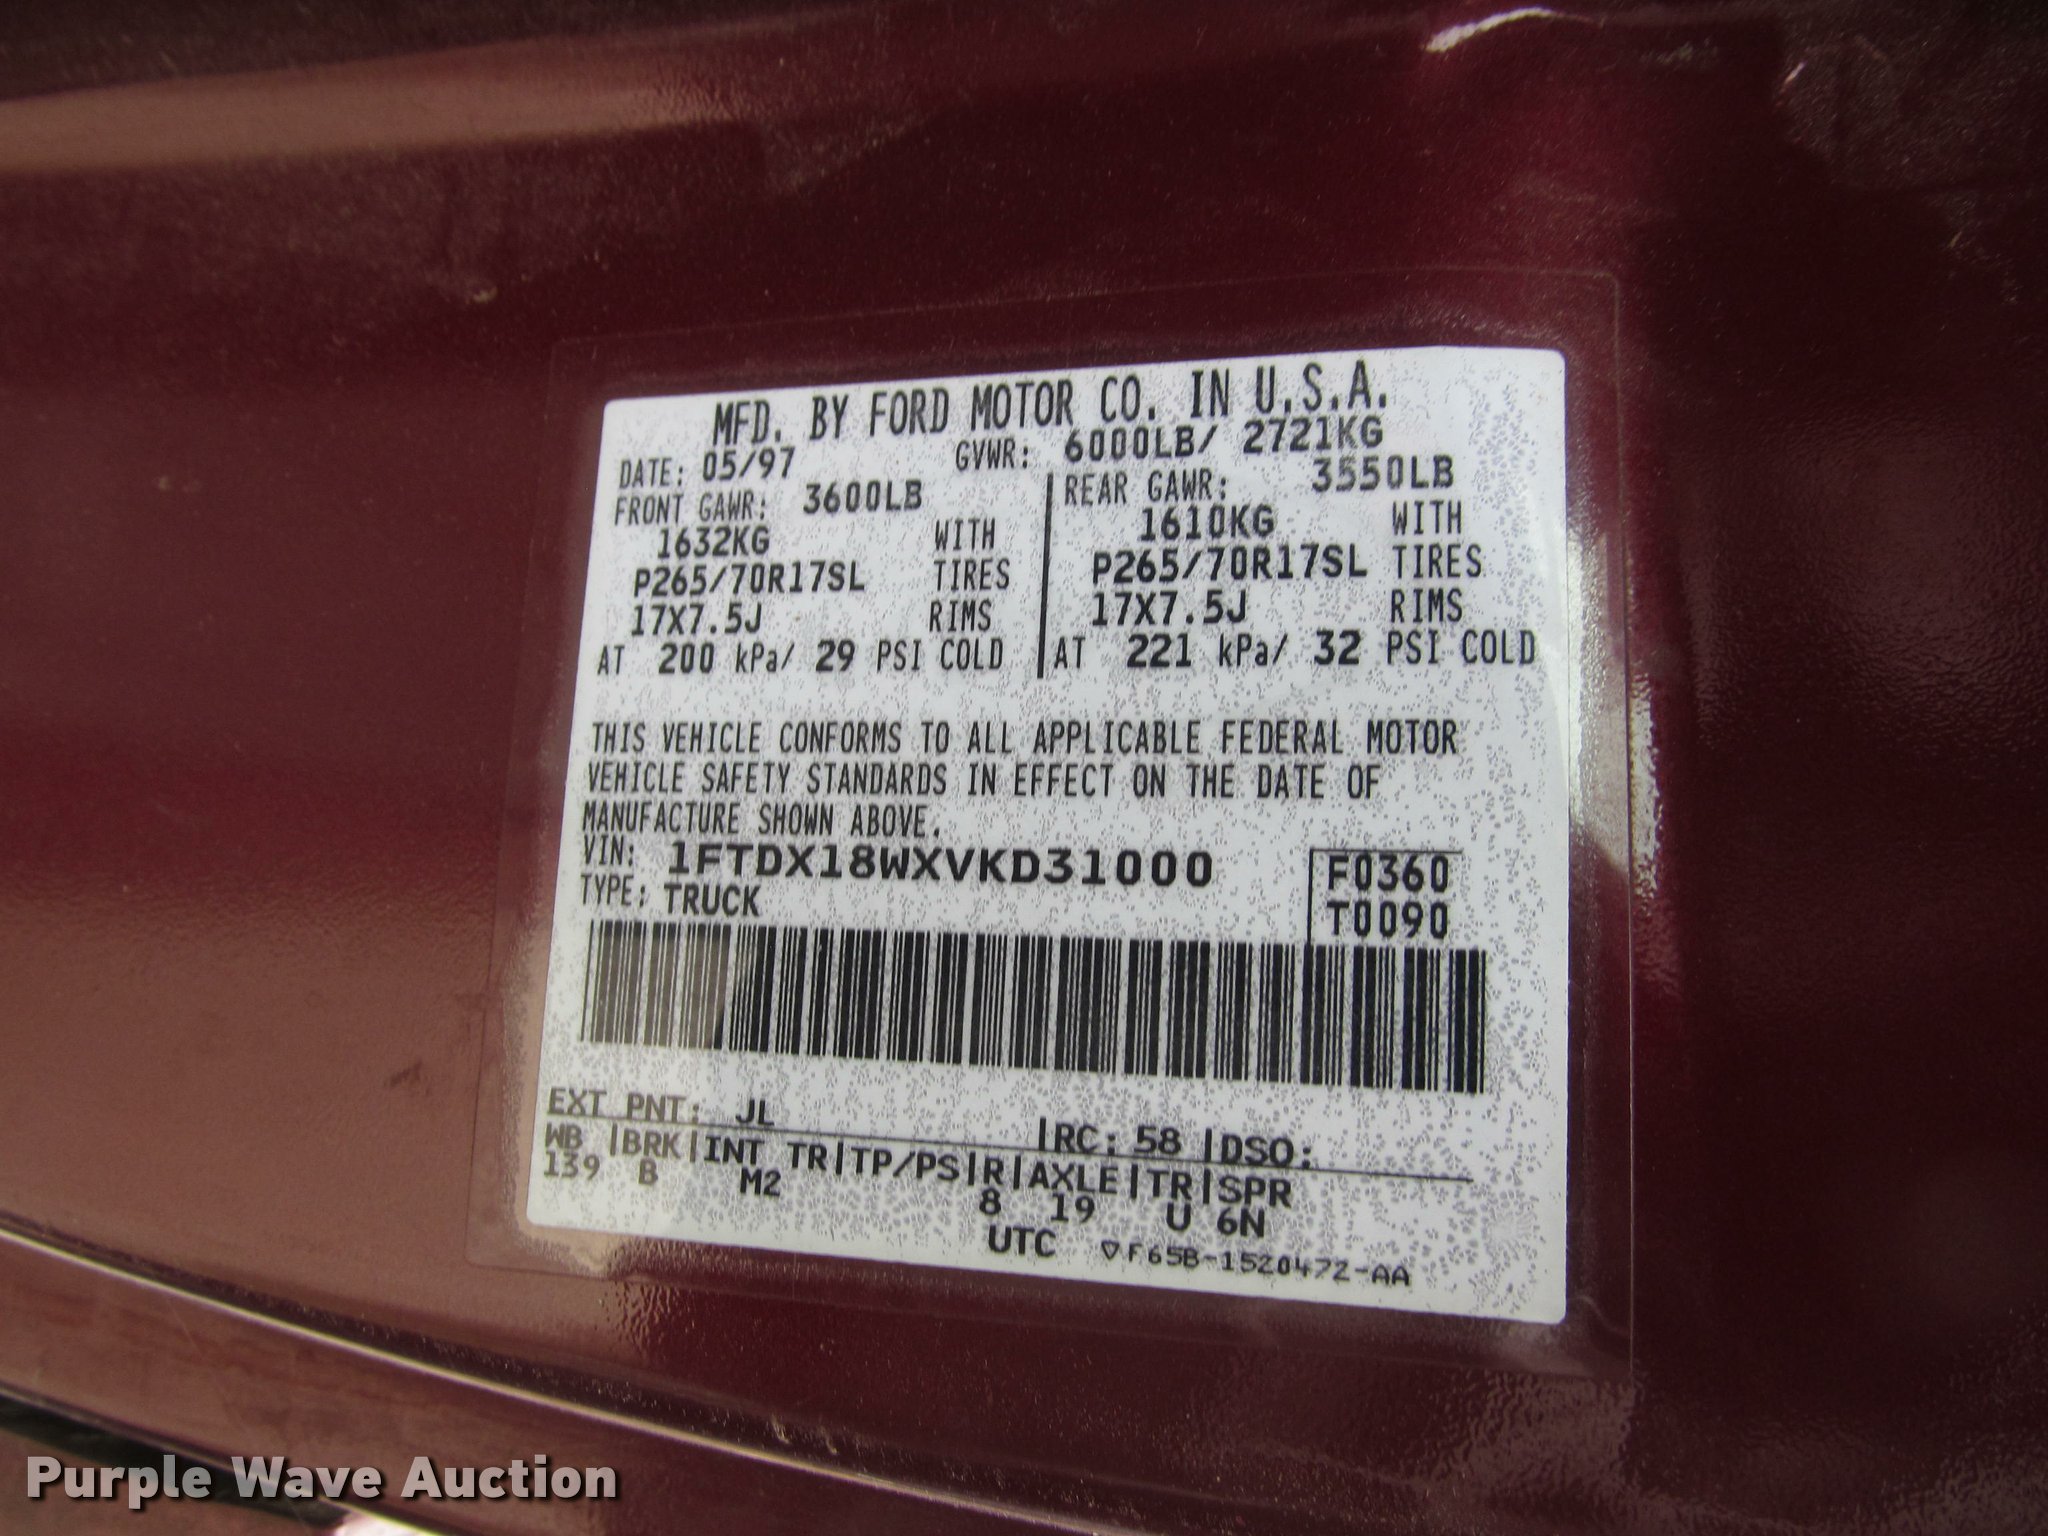 MFD. BY FORD MOTOR CO. IN U.S.A.
DATE: 05/97 GVWR: 6000LB/ 2721KG
FRONT GAWR: 3600LB REAR GAWR: 3550LB
1632KG WITH 1610KG WITH
P265/70R17SL TIRES P265/70R17SL TIRES
17X7.5J RIMS 17X7.5J RIMS
AT 200 kPa/ 29 PSI COLD AT 221 kPa/ 32 PSI COLD
THIS VEHICLE CONFORMS TO ALL APPLICABLE FEDERAL MOTOR
VEHICLE SAFETY STANDARDS IN EFFECT ON THE DATE OF
MANUFACTURE SHOWN ABOVE.
VIN: 1FTDX18WXVKD31000 F0360
TYPE: TRUCK T0090
EXT PNT: JL RC: 58 DSO:
WB BRK INT TR TP/PS R AXLE TR SPR
139 B M2 8 19 U 6N
UTC ▽F65B-1520472-AA
Purple Wave Auction